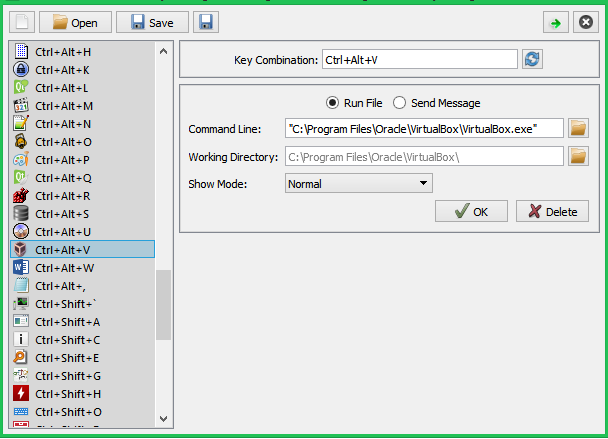 Open
Save
Ctrl+Alt+H
Ctrl+Alt+K
Ctrl+Alt+L
Ctrl+Alt+M
Ctrl+Alt+N
Ctrl+Alt+O
Ctrl+Alt+P
Ctrl+Alt+Q
Ctrl+Alt+R
Ctrl+Alt+S
Ctrl+Alt+U
Ctrl+Alt+V
Ctrl+Alt+W
Ctrl+Alt+,
Ctrl+Shift+`
Ctrl+Shift+A
Ctrl+Shift+C
Ctrl+Shift+E
Ctrl+Shift+G
Ctrl+Shift+H
Ctrl+Shift+O
Key Combination: Ctrl+Alt+V
Run File Send Message
Command Line: "C:\Program Files\Oracle\VirtualBox\VirtualBox.exe"
Working Directory: C:\Program Files\Oracle\VirtualBox\
Show Mode: Normal
OK Delete